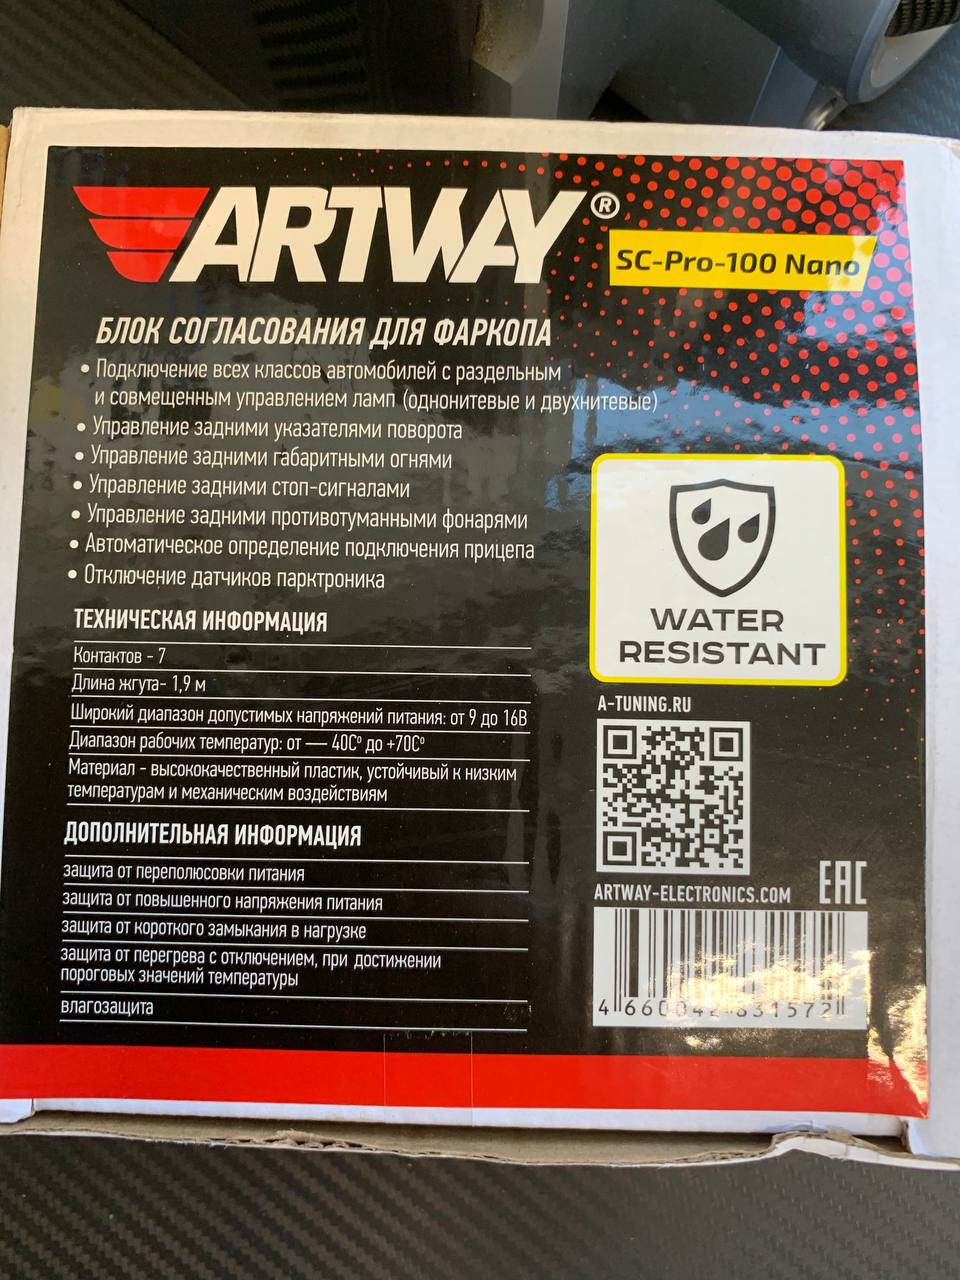 ARTWAY®
SC-Pro-100 Nano
БЛОК СОГЛАСОВАНИЯ ДЛЯ ФАРКОПА
• Подключение всех классов автомобилей с раздельным
и совмещенным управлением ламп (однонитевые и двухнитевые)
• Управление задними указателями поворота
• Управление задними габаритными огнями
• Управление задними стоп-сигналами
• Управление задними противотуманными фонарями
• Автоматическое определение подключения прицепа
• Отключение датчиков парктроника
WATER
RESISTANT
ТЕХНИЧЕСКАЯ ИНФОРМАЦИЯ
Контактов - 7
Длина жгута- 1,9 м
Широкий диапазон допустимых напряжений питания: от 9 до 16В
Диапазон рабочих температур: от — 40С° до +70С°
Материал - высококачественный пластик, устойчивый к низким
температурам и механическим воздействиям
ДОПОЛНИТЕЛЬНАЯ ИНФОРМАЦИЯ
защита от переполюсовки питания
защита от повышенного напряжения питания
защита от короткого замыкания в нагрузке
защита от перегрева с отключением, при достижении
пороговых значений температуры
влагозащита
A-TUNING.RU
ARTWAY-ELECTRONICS.COM
EAC
4 660042 831572